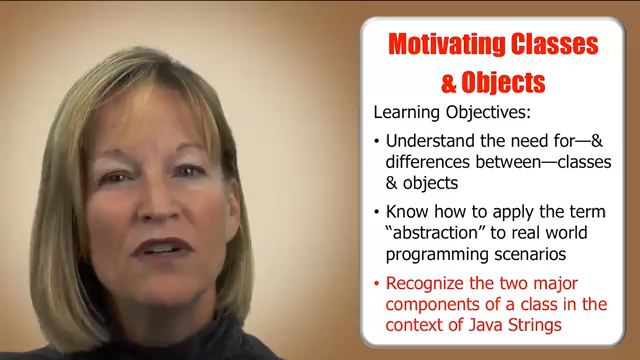 Motivating Classes
& Objects
Learning Objectives:
• Understand the need for—&
differences between—classes
& objects
• Know how to apply the term
“abstraction” to real world
programming scenarios
• Recognize the two major
components of a class in the
context of Java Strings